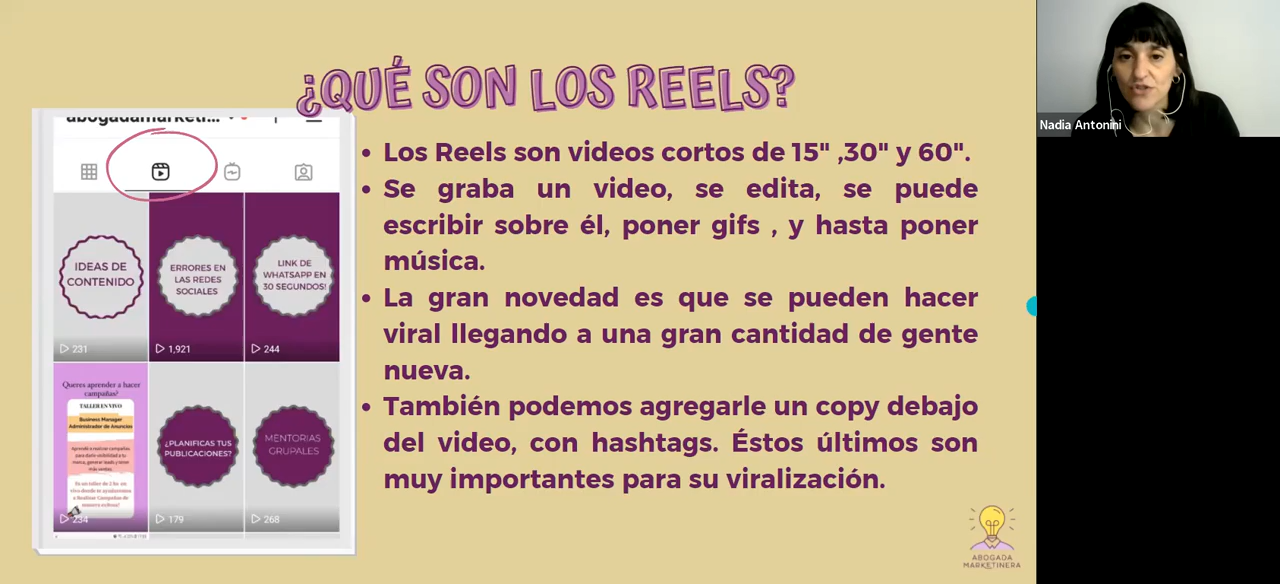 ¿QUÉ SON LOS REELS?
abogadamarketi...
IDEAS DE
CONTENIDO
231
ERRORES EN
LAS REDES
SOCIALES
1,921
LINK DE
WHATSAPP EN
30 SEGUNDOS!
244
Queres aprender a hacer
campañas?
TALLER EN VIVO
Business Manager
Administrador de Anuncios
234
¿PLANIFICAS TUS
PUBLICACIONES?
179
MENTORIAS
GRUPALES
268
• Los Reels son videos cortos de 15" ,30" y 60".
• Se graba un video, se edita, se puede
escribir sobre él, poner gifs , y hasta poner
música.
• La gran novedad es que se pueden hacer
viral llegando a una gran cantidad de gente
nueva.
• También podemos agregarle un copy debajo
del video, con hashtags. Éstos últimos son
muy importantes para su viralización.
ABOGADA
MARKETINERA
Nadia Antonini